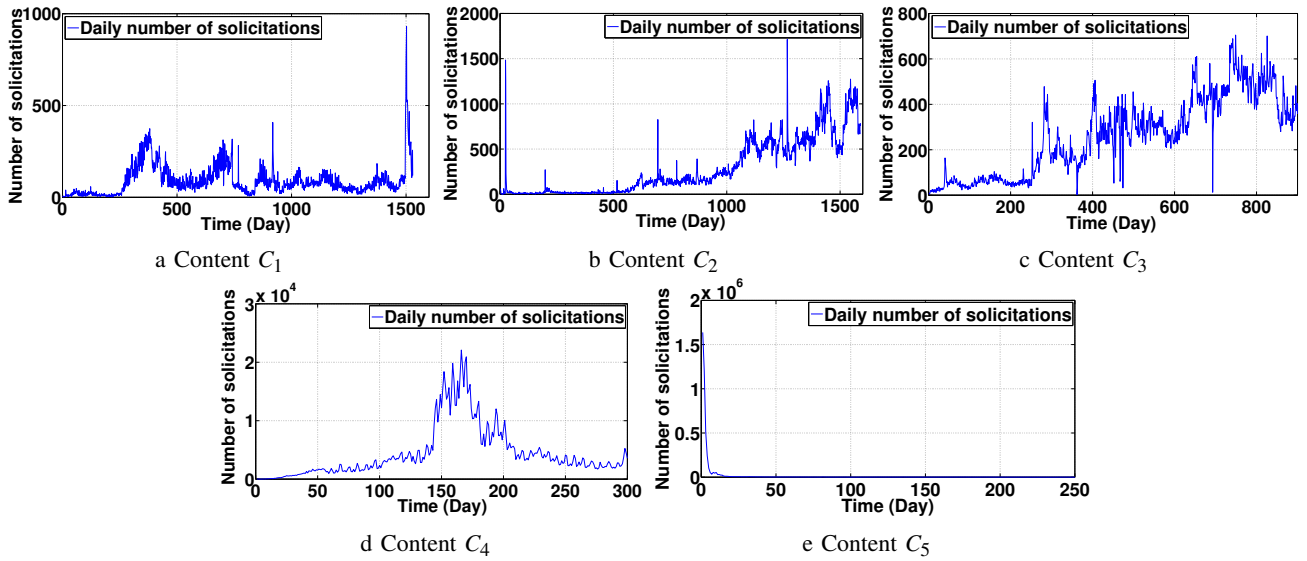 1000
Daily number of solicitations
500
0
Number of solicitations
0
500
1000
1500
Time (Day)
a Content C1
2000
Daily number of solicitations
1500
1000
500
0
Number of solicitations
0
500
1000
1500
Time (Day)
b Content C2
800
Daily number of solicitations
600
400
200
0
Number of solicitations
0
200
400
600
800
Time (Day)
c Content C3
x 10^4
3
Daily number of solicitations
2
1
0
Number of solicitations
0
50
100
150
200
250
300
Time (Day)
d Content C4
x 10^6
2
Daily number of solicitations
1.5
1
0.5
0
Number of solicitations
0
50
100
150
200
250
Time (Day)
e Content C5